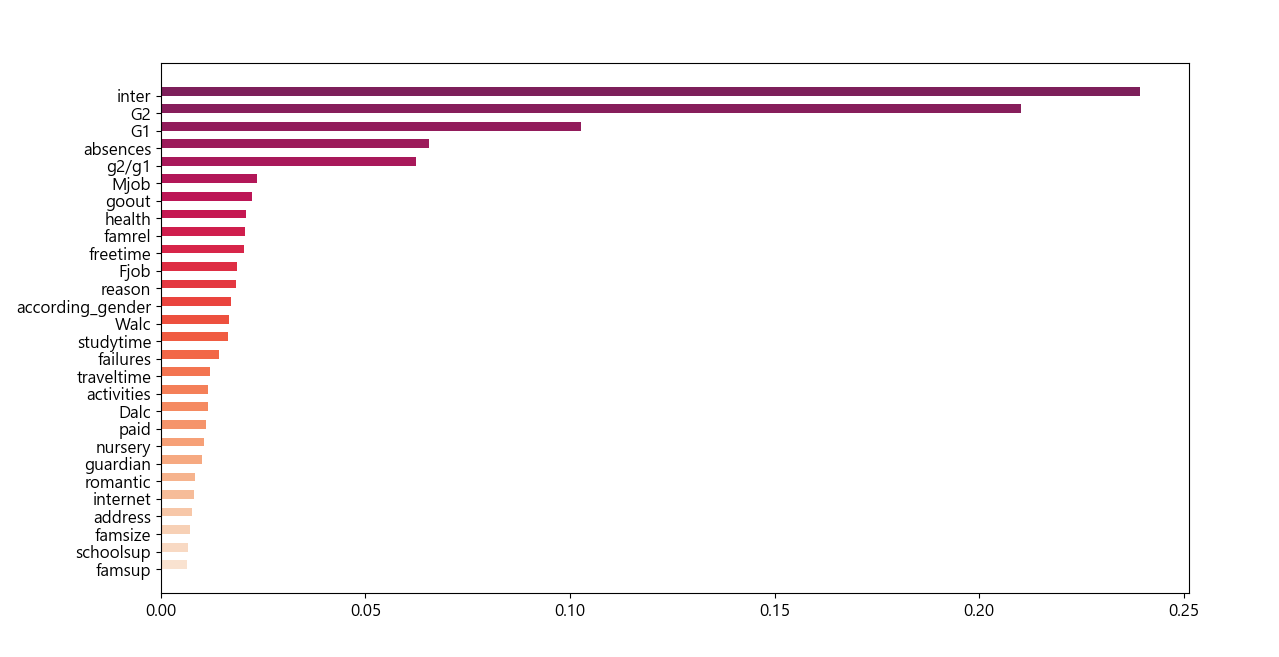 inter
G2
G1
absences
g2/g1
Mjob
goout
health
famrel
freetime
Fjob
reason
according_gender
Walc
studytime
failures
traveltime
activities
Dalc
paid
nursery
guardian
romantic
internet
address
famsize
schoolsup
famsup
0.00 0.05 0.10 0.15 0.20 0.25